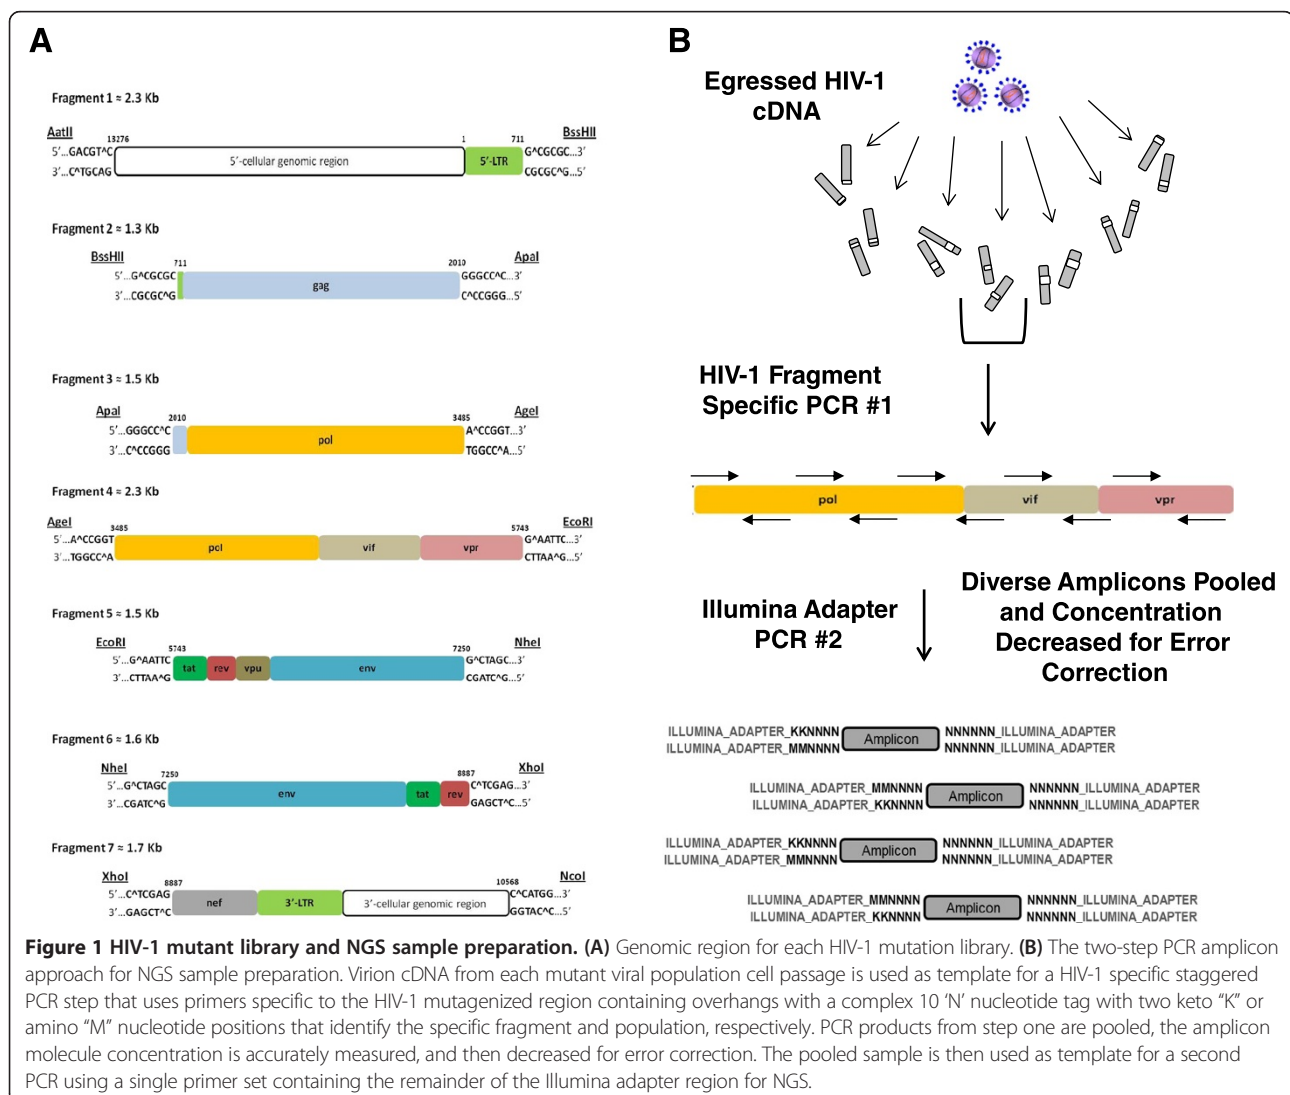 A
Fragment 1 ≈ 2.3 Kb
AatII 13276 1 711 BssHII
5’...GACGT^C 5’-cellular genomic region 5’-LTR G^CGCGC...3’
3’...C^TGCAG CGCGC^G...5’
Fragment 2 ≈ 1.3 Kb
BssHII 711 2010 ApaI
5’...G^CGCGC gag GGGCC^C...3’
3’...CGCGC^G C^CCGGG...5’
Fragment 3 ≈ 1.5 Kb
ApaI 2010 3485 AgeI
5’...GGGCC^C pol A^CCGGT...3’
3’...C^CCGGG TGGCC^A...5’
Fragment 4 ≈ 2.3 Kb
AgeI 3485 5743 EcoRI
5’...A^CCGGT pol vif vpr G^AATTC...3’
3’...TGGCC^A CTTAA^G...5’
Fragment 5 ≈ 1.5 Kb
EcoRI 5743 7250 NheI
5’...G^AATTC tat rev vpu env G^CTAGC...3’
3’...CTTAA^G CGATC^G...5’
Fragment 6 ≈ 1.6 Kb
NheI 7250 8887 XhoI
5’...G^CTAGC env tat rev C^TCGAG...3’
3’...CGATC^G GAGCT^C...5’
Fragment 7 ≈ 1.7 Kb
XhoI 8887 10568 NcoI
5’...C^TCGAG nef 3’-LTR 3’-cellular genomic region C^CATGG...3’
3’...GAGCT^C GGTAC^C...5’
B
Egressed HIV-1
cDNA
HIV-1 Fragment
Specific PCR #1
pol vif vpr
Illumina Adapter
PCR #2
Diverse Amplicons Pooled
and Concentration
Decreased for Error
Correction
ILLUMINA_ADAPTER_KKNNNN Amplicon NNNNNN_ILLUMINA_ADAPTER
ILLUMINA_ADAPTER_MMNNNN NNNNNN_ILLUMINA_ADAPTER
ILLUMINA_ADAPTER_MMNNNN Amplicon NNNNNN_ILLUMINA_ADAPTER
ILLUMINA_ADAPTER_KKNNNN NNNNNN_ILLUMINA_ADAPTER
ILLUMINA_ADAPTER_KKNNNN Amplicon NNNNNN_ILLUMINA_ADAPTER
ILLUMINA_ADAPTER_MMNNNN NNNNNN_ILLUMINA_ADAPTER
ILLUMINA_ADAPTER_MMNNNN Amplicon NNNNNN_ILLUMINA_ADAPTER
ILLUMINA_ADAPTER_KKNNNN NNNNNN_ILLUMINA_ADAPTER
Figure 1 HIV-1 mutant library and NGS sample preparation. (A) Genomic region for each HIV-1 mutation library. (B) The two-step PCR amplicon
approach for NGS sample preparation. Virion cDNA from each mutant viral population cell passage is used as template for a HIV-1 specific staggered
PCR step that uses primers specific to the HIV-1 mutagenized region containing overhangs with a complex 10 ‘N’ nucleotide tag with two keto “K” or
amino “M” nucleotide positions that identify the specific fragment and population, respectively. PCR products from step one are pooled, the amplicon
molecule concentration is accurately measured, and then decreased for error correction. The pooled sample is then used as template for a second
PCR using a single primer set containing the remainder of the Illumina adapter region for NGS.